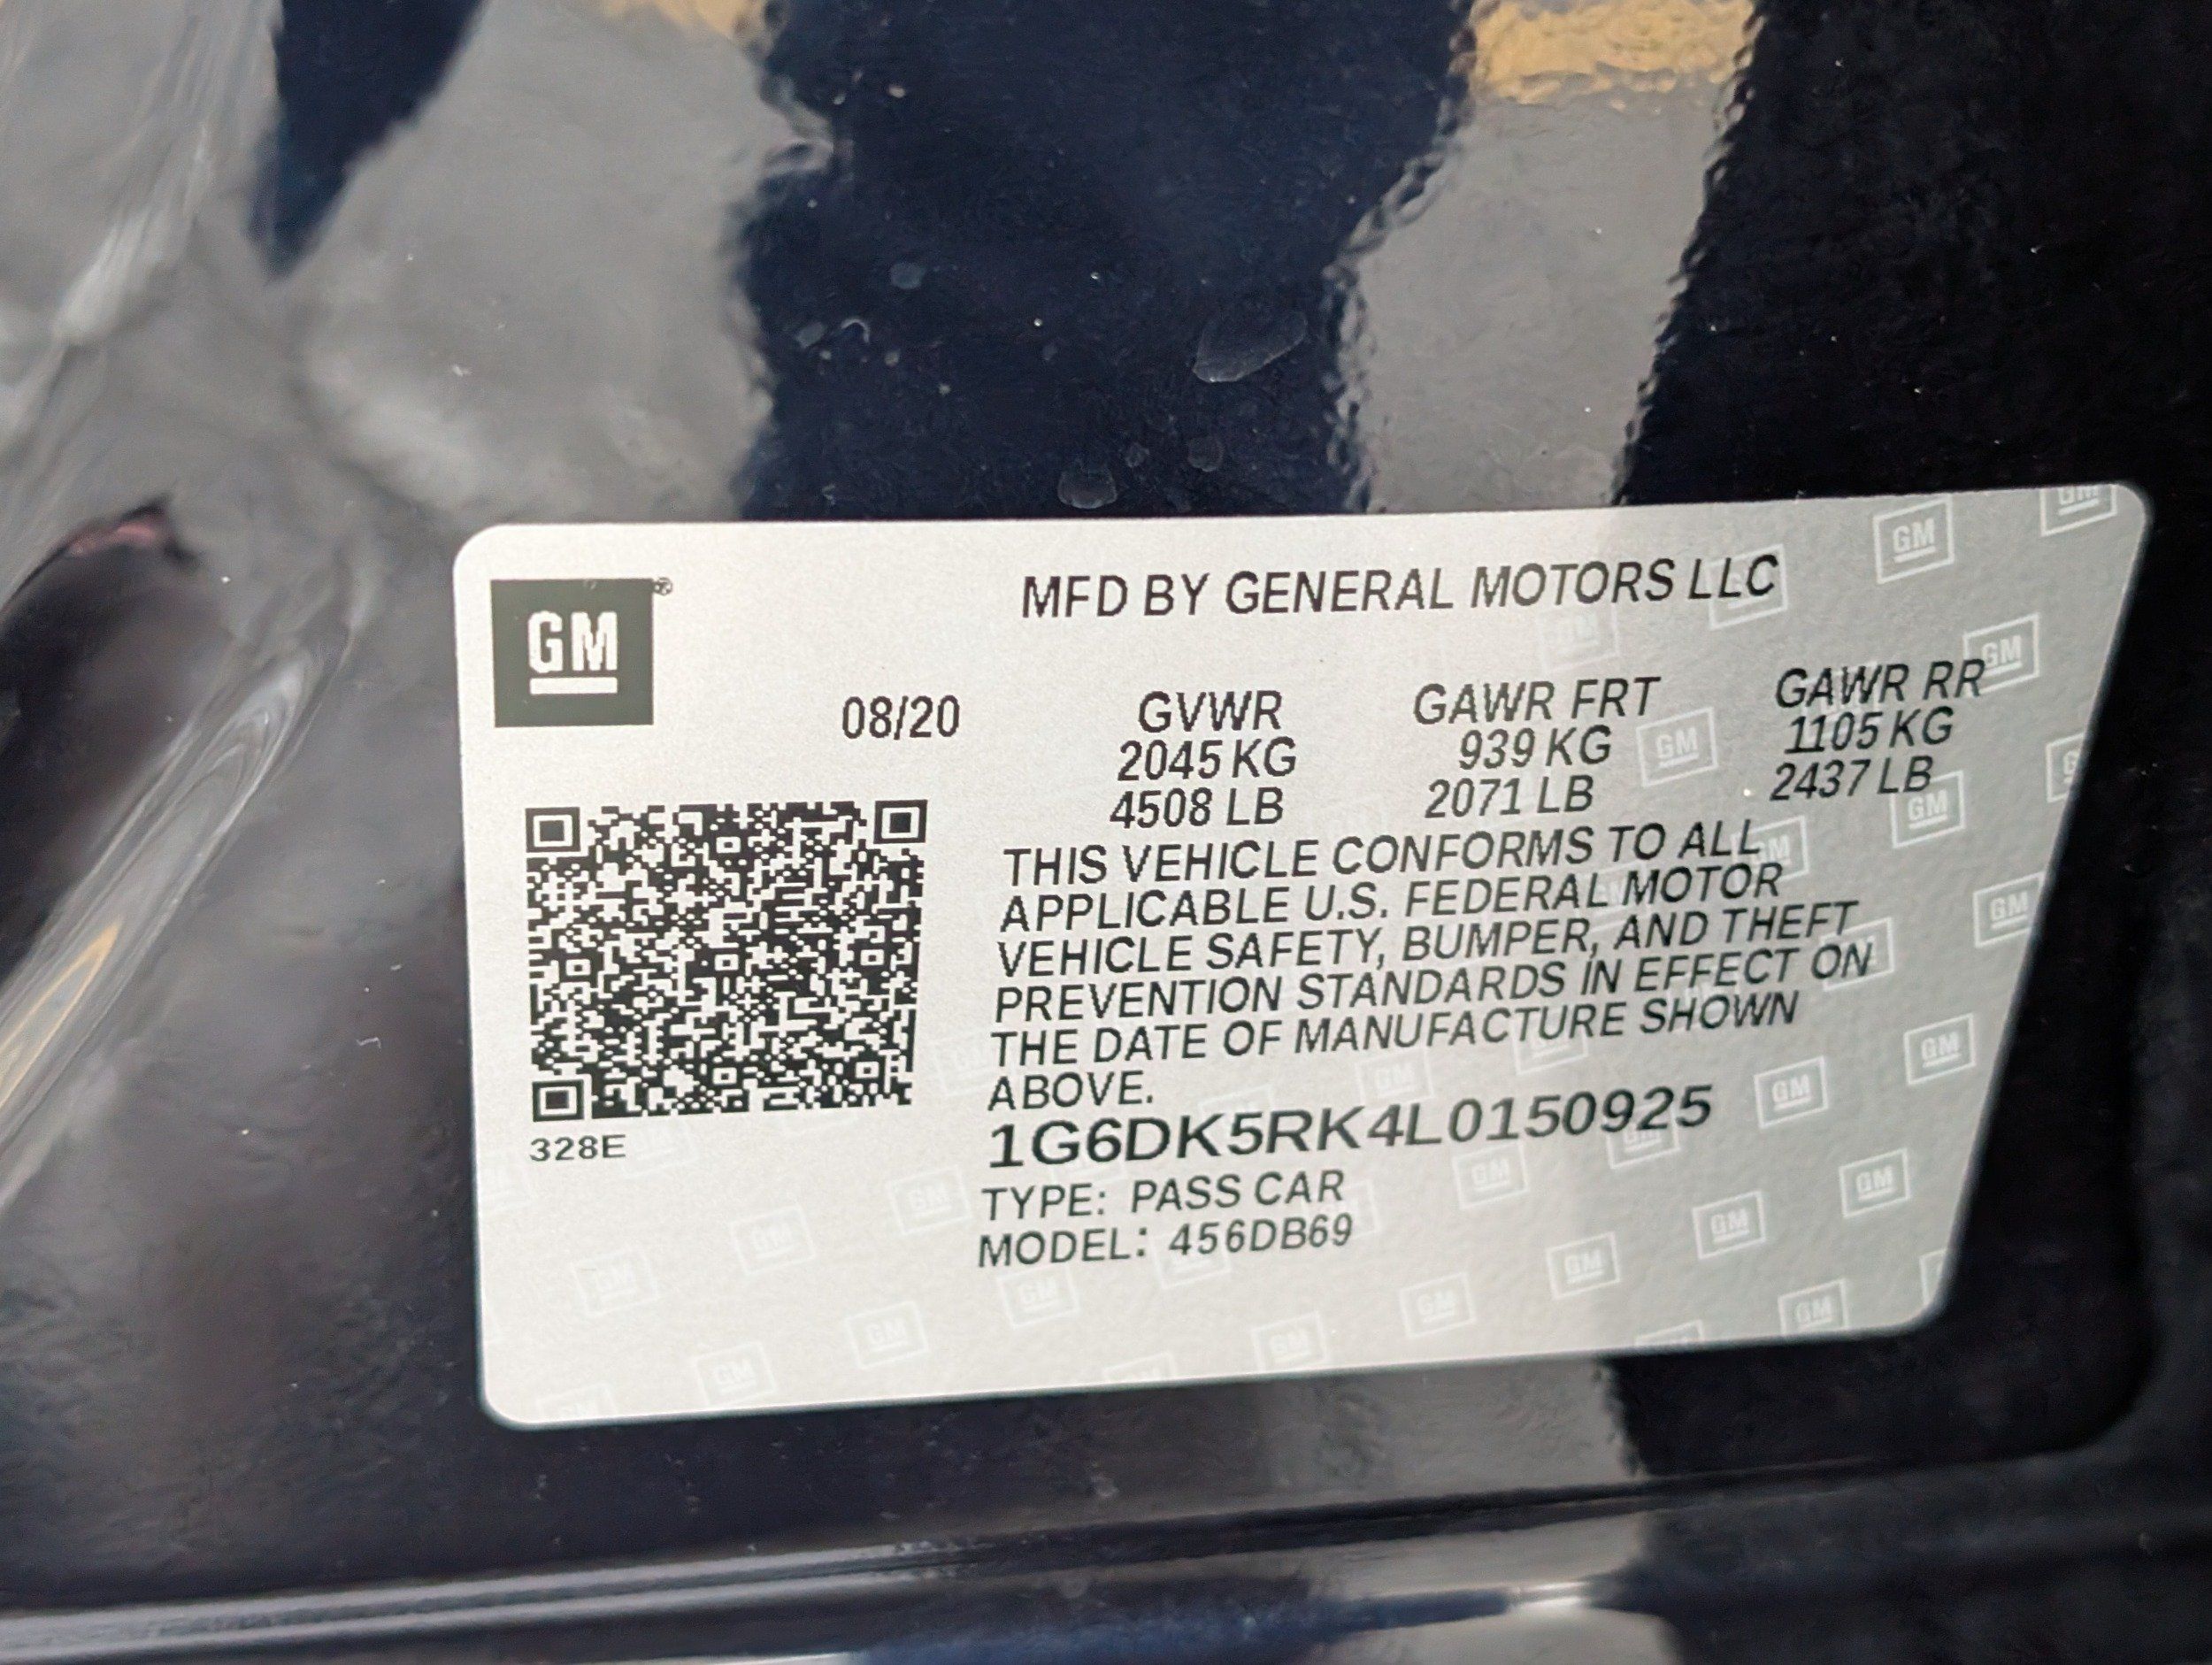 GM®
MFD BY GENERAL MOTORS LLC
08/20 GVWR GAWR FRT GAWR RR
2045 KG 939 KG 1105 KG
4508 LB 2071 LB 2437 LB
THIS VEHICLE CONFORMS TO ALL
APPLICABLE U.S. FEDERAL MOTOR
VEHICLE SAFETY, BUMPER, AND THEFT
PREVENTION STANDARDS IN EFFECT ON
THE DATE OF MANUFACTURE SHOWN
ABOVE.
328E
1G6DK5RK4L0150925
TYPE: PASS CAR
MODEL: 456DB69